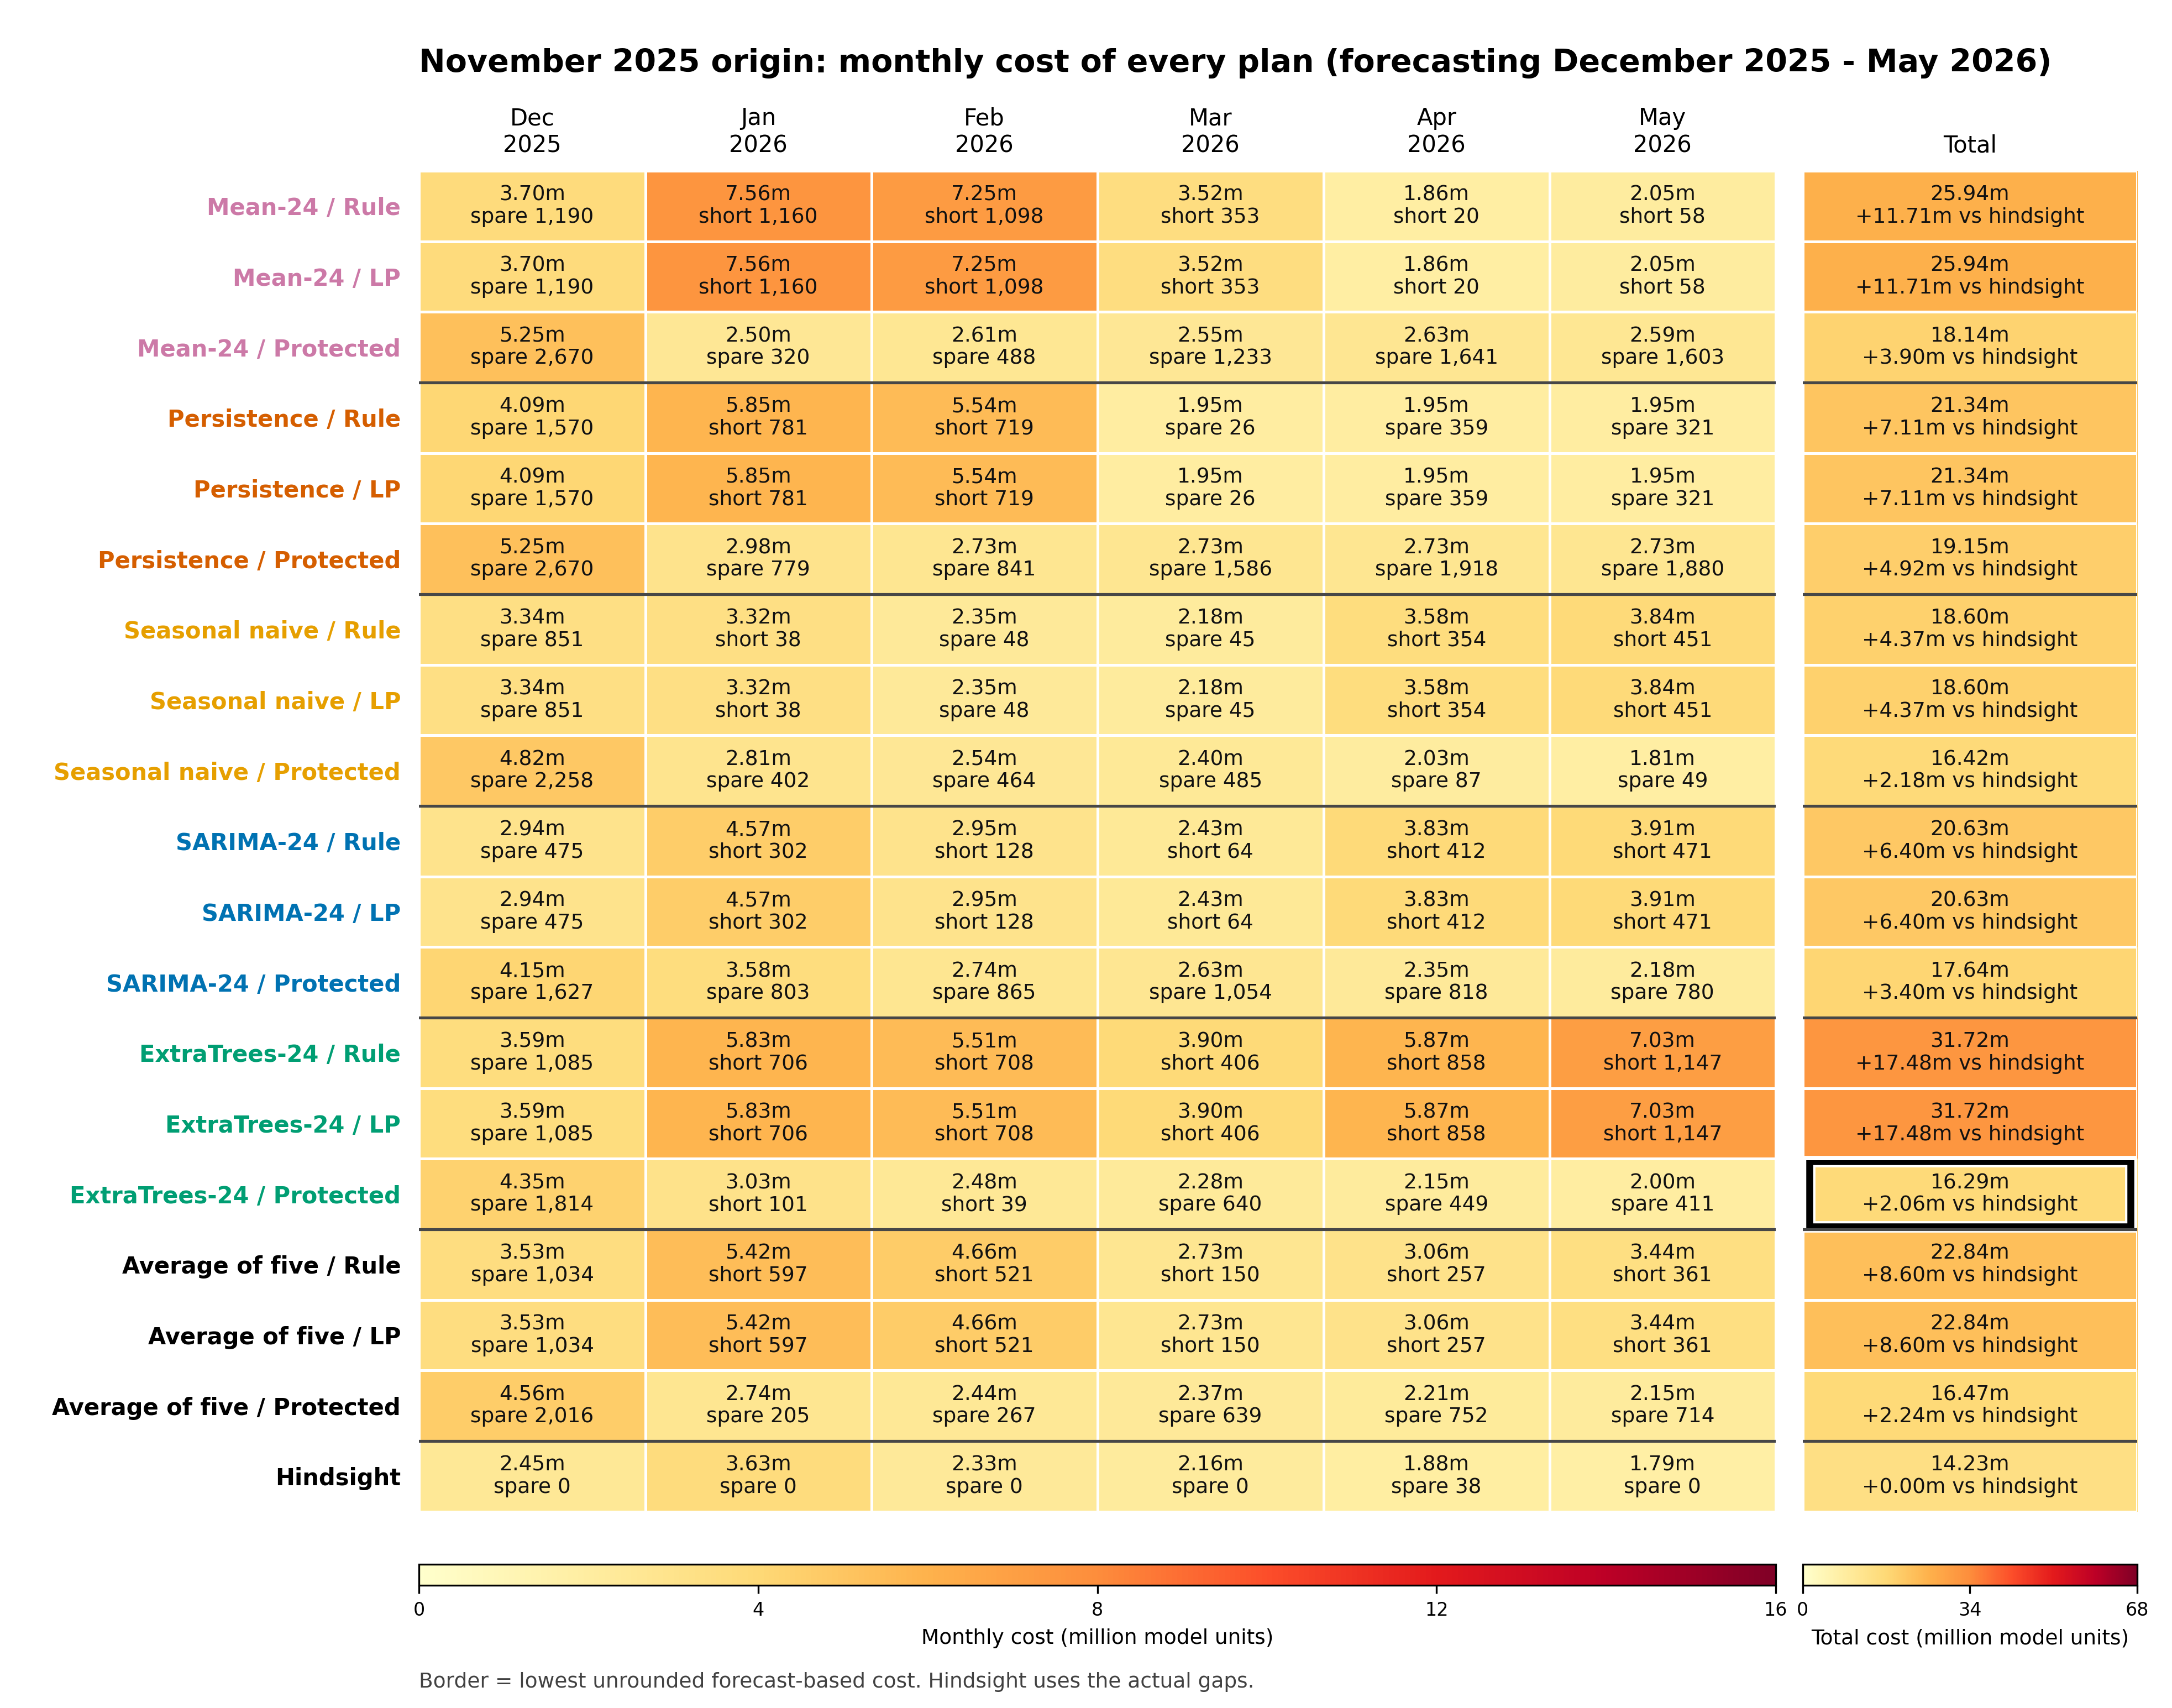 November 2025 origin: monthly cost of every plan (forecasting December 2025 - May 2026)
Dec Jan Feb Mar Apr May
2025 2026 2026 2026 2026 2026 Total
Mean-24 / Rule
3.70m 7.56m 7.25m 3.52m 1.86m 2.05m 25.94m
spare 1,190 short 1,160 short 1,098 short 353 short 20 short 58 +11.71m vs hindsight
Mean-24 / LP
3.70m 7.56m 7.25m 3.52m 1.86m 2.05m 25.94m
spare 1,190 short 1,160 short 1,098 short 353 short 20 short 58 +11.71m vs hindsight
Mean-24 / Protected
5.25m 2.50m 2.61m 2.55m 2.63m 2.59m 18.14m
spare 2,670 spare 320 spare 488 spare 1,233 spare 1,641 spare 1,603 +3.90m vs hindsight
Persistence / Rule
4.09m 5.85m 5.54m 1.95m 1.95m 1.95m 21.34m
spare 1,570 short 781 short 719 spare 26 spare 359 spare 321 +7.11m vs hindsight
Persistence / LP
4.09m 5.85m 5.54m 1.95m 1.95m 1.95m 21.34m
spare 1,570 short 781 short 719 spare 26 spare 359 spare 321 +7.11m vs hindsight
Persistence / Protected
5.25m 2.98m 2.73m 2.73m 2.73m 2.73m 19.15m
spare 2,670 spare 779 spare 841 spare 1,586 spare 1,918 spare 1,880 +4.92m vs hindsight
Seasonal naive / Rule
3.34m 3.32m 2.35m 2.18m 3.58m 3.84m 18.60m
spare 851 short 38 spare 48 spare 45 short 354 short 451 +4.37m vs hindsight
Seasonal naive / LP
3.34m 3.32m 2.35m 2.18m 3.58m 3.84m 18.60m
spare 851 short 38 spare 48 spare 45 short 354 short 451 +4.37m vs hindsight
Seasonal naive / Protected
4.82m 2.81m 2.54m 2.40m 2.03m 1.81m 16.42m
spare 2,258 spare 402 spare 464 spare 485 spare 87 spare 49 +2.18m vs hindsight
SARIMA-24 / Rule
2.94m 4.57m 2.95m 2.43m 3.83m 3.91m 20.63m
spare 475 short 302 short 128 short 64 short 412 short 471 +6.40m vs hindsight
SARIMA-24 / LP
2.94m 4.57m 2.95m 2.43m 3.83m 3.91m 20.63m
spare 475 short 302 short 128 short 64 short 412 short 471 +6.40m vs hindsight
SARIMA-24 / Protected
4.15m 3.58m 2.74m 2.63m 2.35m 2.18m 17.64m
spare 1,627 spare 803 spare 865 spare 1,054 spare 818 spare 780 +3.40m vs hindsight
ExtraTrees-24 / Rule
3.59m 5.83m 5.51m 3.90m 5.87m 7.03m 31.72m
spare 1,085 short 706 short 708 short 406 short 858 short 1,147 +17.48m vs hindsight
ExtraTrees-24 / LP
3.59m 5.83m 5.51m 3.90m 5.87m 7.03m 31.72m
spare 1,085 short 706 short 708 short 406 short 858 short 1,147 +17.48m vs hindsight
ExtraTrees-24 / Protected
4.35m 3.03m 2.48m 2.28m 2.15m 2.00m 16.29m
spare 1,814 short 101 short 39 spare 640 spare 449 spare 411 +2.06m vs hindsight
Average of five / Rule
3.53m 5.42m 4.66m 2.73m 3.06m 3.44m 22.84m
spare 1,034 short 597 short 521 short 150 short 257 short 361 +8.60m vs hindsight
Average of five / LP
3.53m 5.42m 4.66m 2.73m 3.06m 3.44m 22.84m
spare 1,034 short 597 short 521 short 150 short 257 short 361 +8.60m vs hindsight
Average of five / Protected
4.56m 2.74m 2.44m 2.37m 2.21m 2.15m 16.47m
spare 2,016 spare 205 spare 267 spare 639 spare 752 spare 714 +2.24m vs hindsight
Hindsight
2.45m 3.63m 2.33m 2.16m 1.88m 1.79m 14.23m
spare 0 spare 0 spare 0 spare 0 spare 38 spare 0 +0.00m vs hindsight
0 4 8 12 16 0 34 68
Monthly cost (million model units) Total cost (million model units)
Border = lowest unrounded forecast-based cost. Hindsight uses the actual gaps.